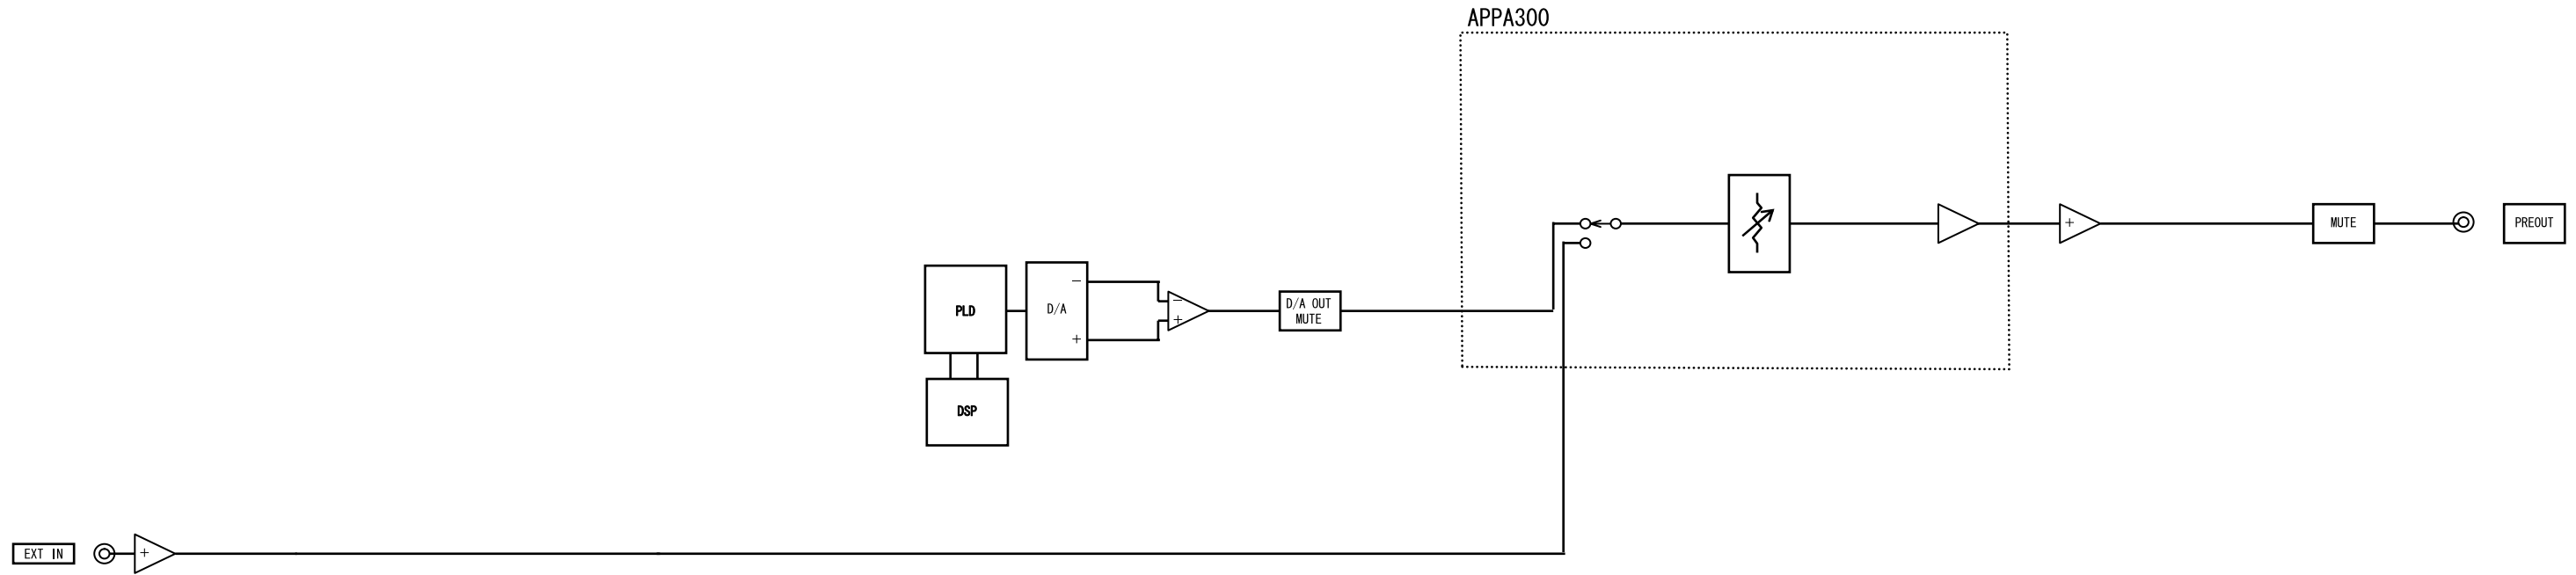 APPA300
MUTE
PREOUT
PLD
D/A
−
+
−
+
D/A OUT
MUTE
+
DSP
EXT IN
+